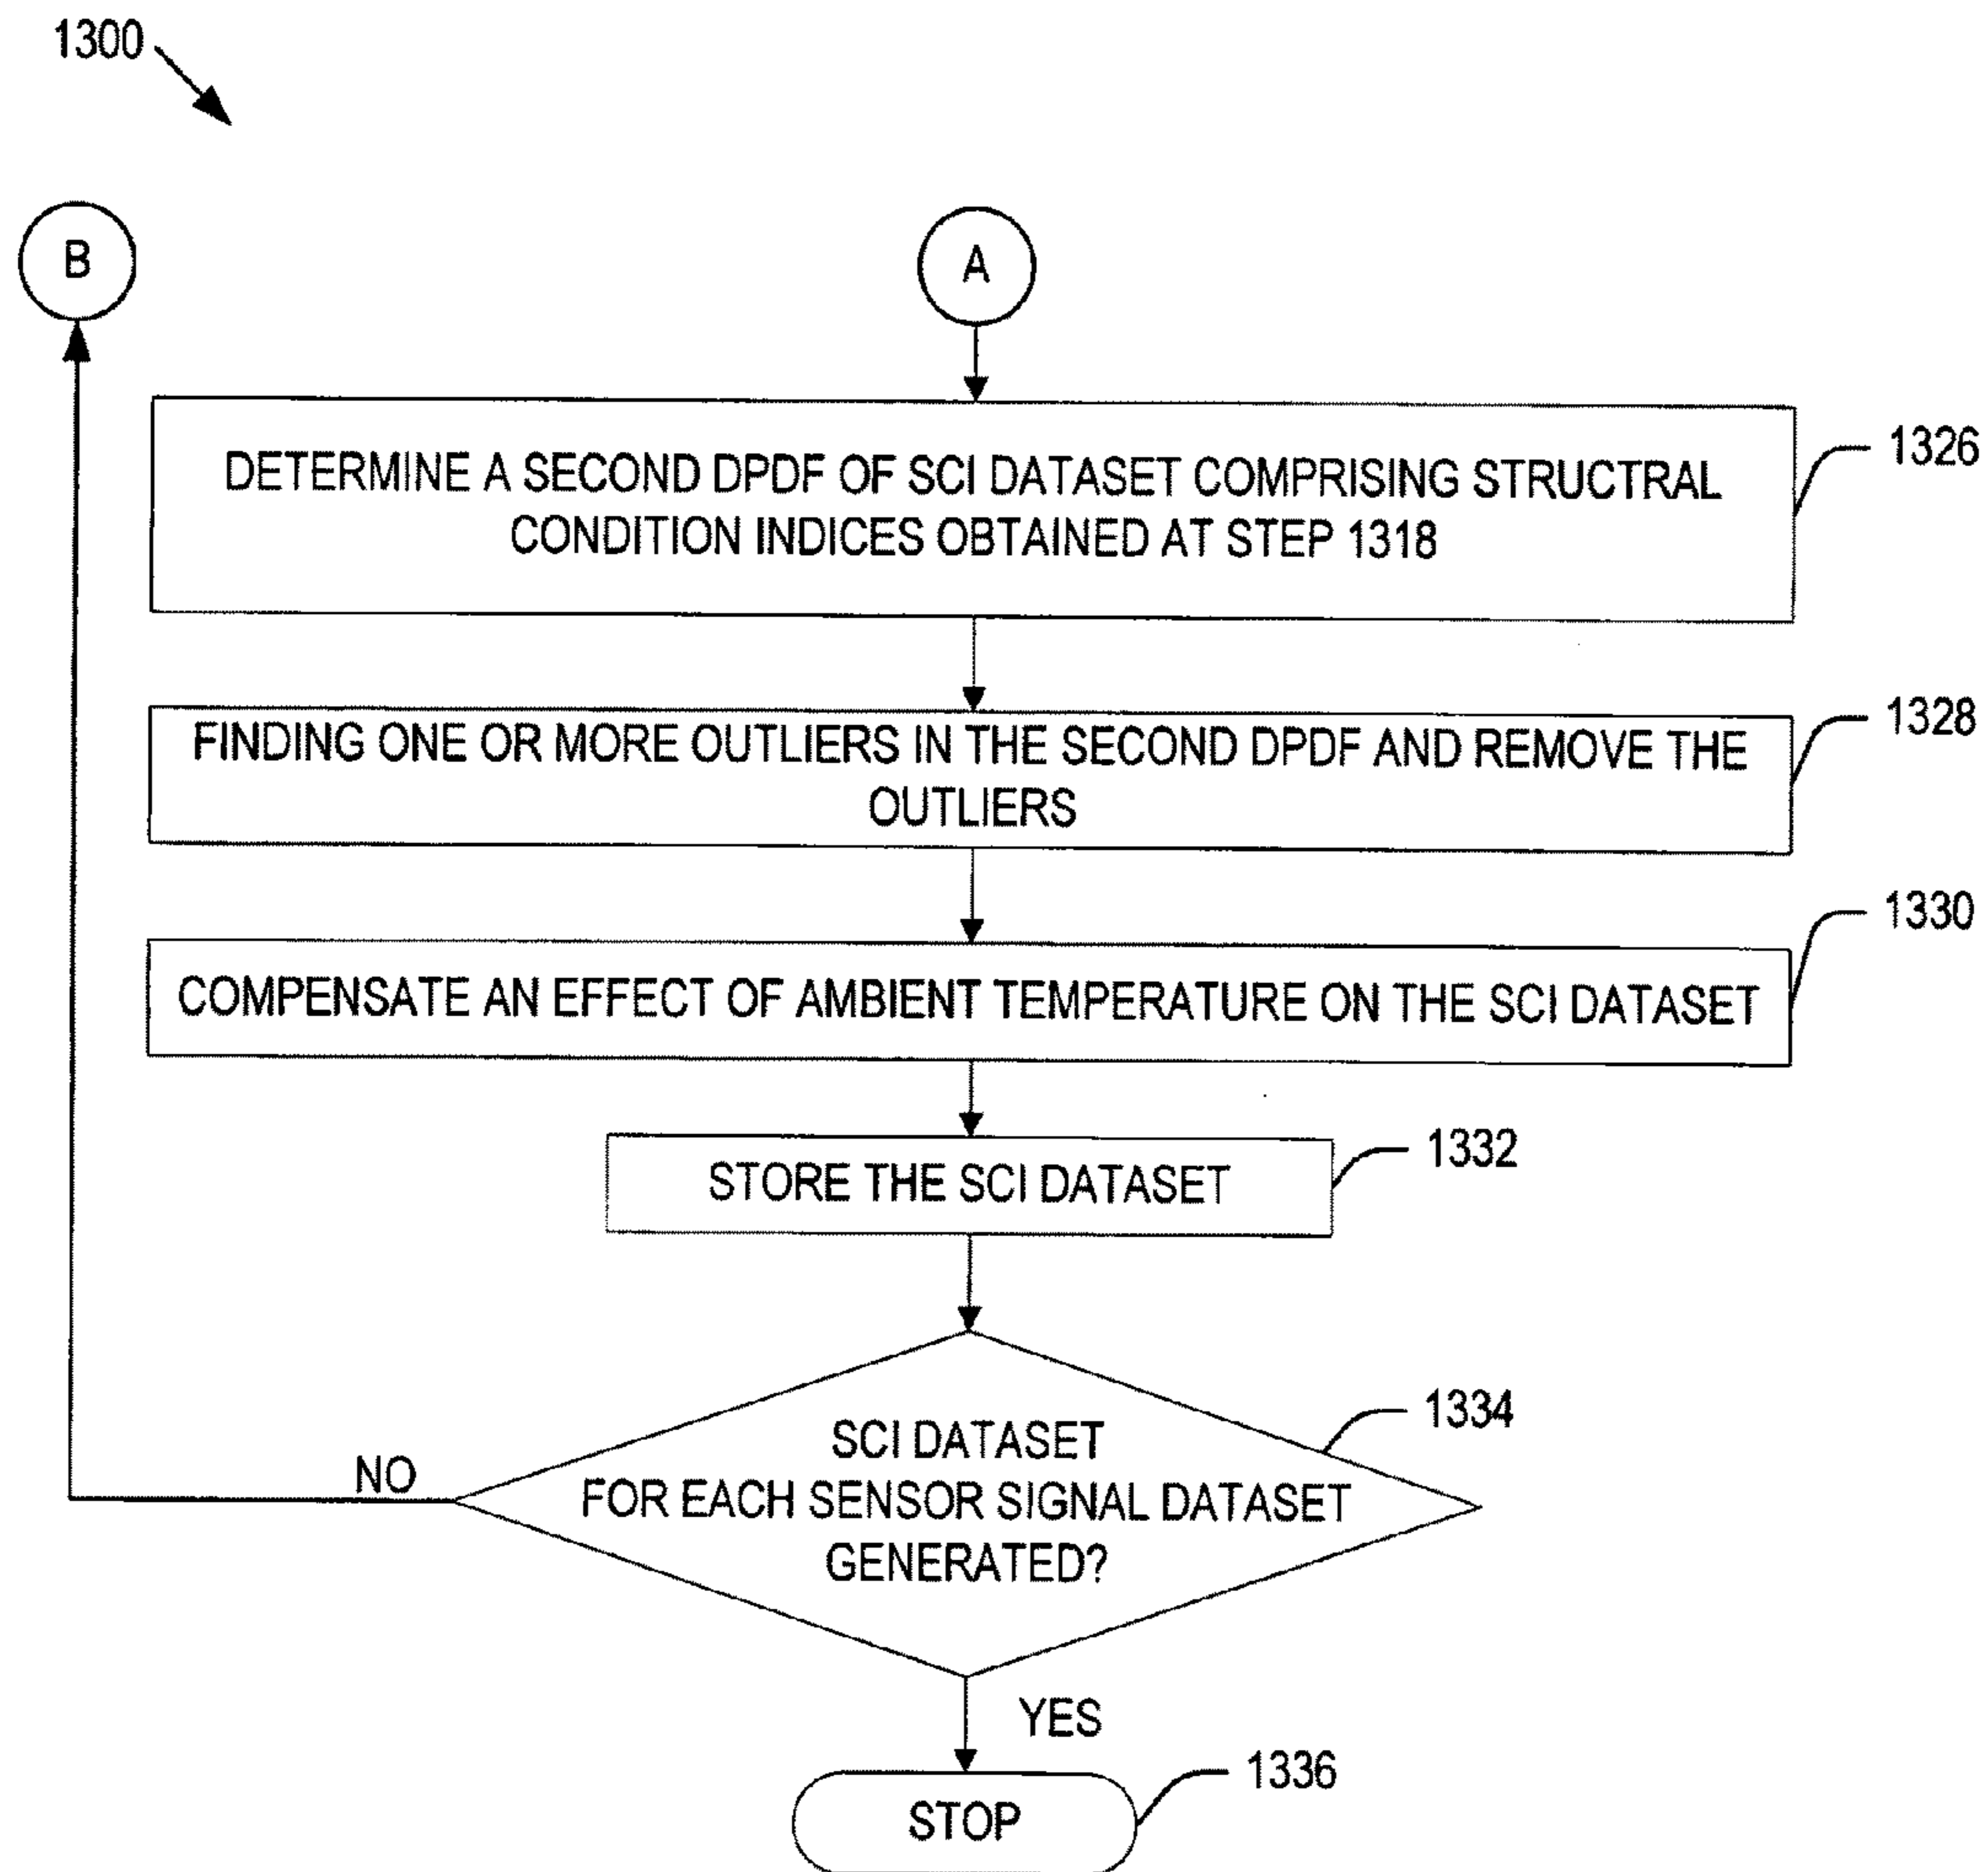 1300
B
A
DETERMINE A SECOND DPDF OF SCI DATASET COMPRISING STRUCTRAL
CONDITION INDICES OBTAINED AT STEP 1318
1326
FINDING ONE OR MORE OUTLIERS IN THE SECOND DPDF AND REMOVE THE
OUTLIERS
1328
COMPENSATE AN EFFECT OF AMBIENT TEMPERATURE ON THE SCI DATASET
1330
STORE THE SCI DATASET
1332
SCI DATASET
FOR EACH SENSOR SIGNAL DATASET
GENERATED?
1334
NO
YES
STOP
1336